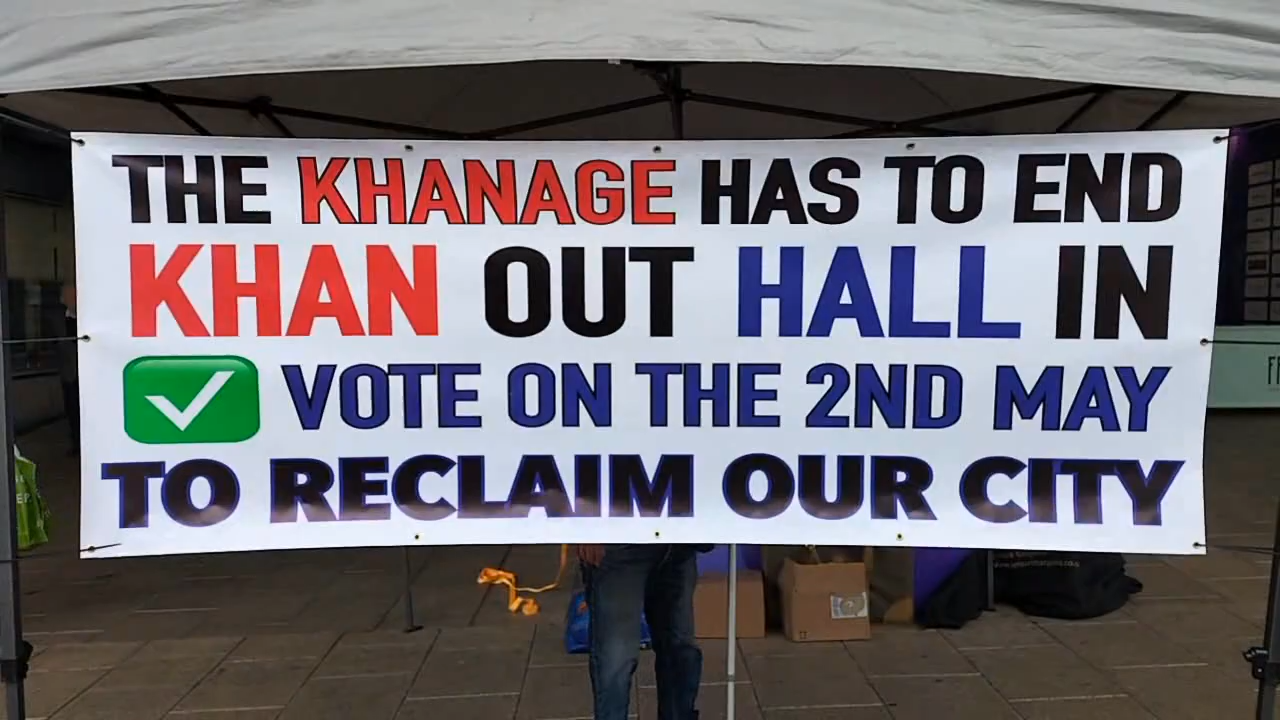 THE KHANAGE HAS TO END
KHAN OUT HALL IN
VOTE ON THE 2ND MAY
TO RECLAIM OUR CITY